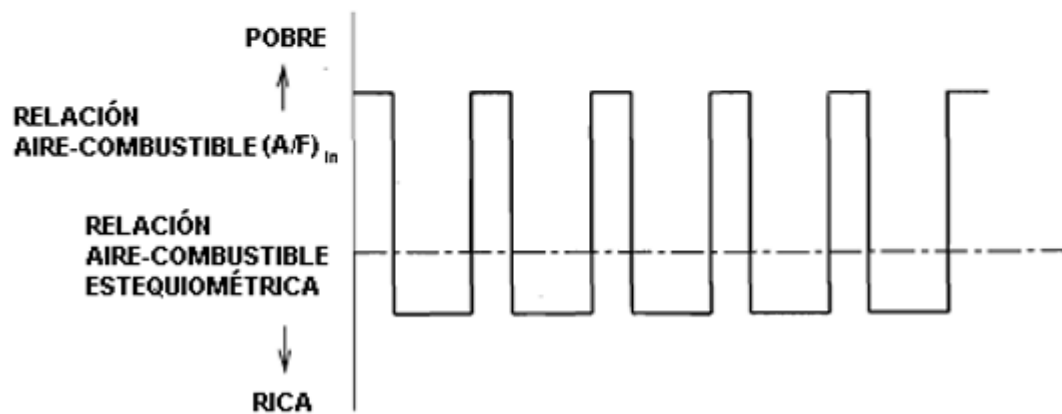 POBRE
RELACIÓN
AIRE-COMBUSTIBLE (A/F) in
RELACIÓN
AIRE-COMBUSTIBLE
ESTEQUIOMÉTRICA
RICA